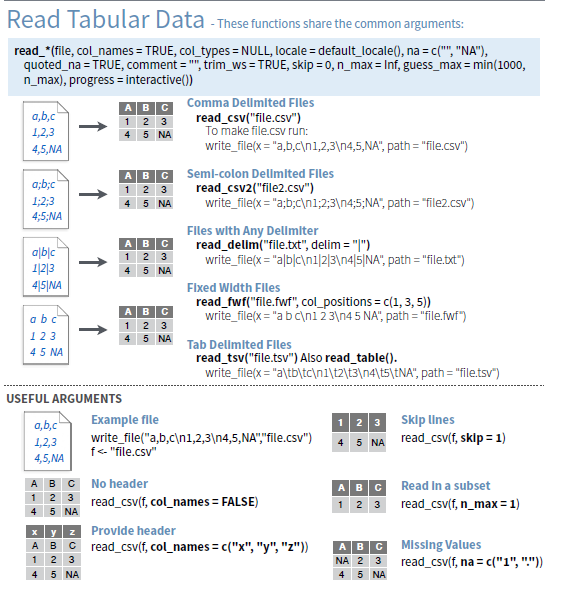 Read Tabular Data - These functions share the common arguments:
read_*(file, col_names = TRUE, col_types = NULL, locale = default_locale(), na = c("", "NA"),
quoted_na = TRUE, comment = "", trim_ws = TRUE, skip = 0, n_max = Inf, guess_max = min(1000,
n_max), progress = interactive())
a,b,c
1,2,3
4,5,NA
A B C
1 2 3
4 5 NA
Comma Delimited Files
read_csv("file.csv")
To make file.csv run:
write_file(x = "a,b,c\n1,2,3\n4,5,NA", path = "file.csv")
a;b;c
1;2;3
4;5;NA
A B C
1 2 3
4 5 NA
Semi-colon Delimited Files
read_csv2("file2.csv")
write_file(x = "a;b;c\n1;2;3\n4;5;NA", path = "file2.csv")
a|b|c
1|2|3
4|5|NA
A B C
1 2 3
4 5 NA
Files with Any Delimiter
read_delim("file.txt", delim = "|")
write_file(x = "a|b|c\n1|2|3\n4|5|NA", path = "file.txt")
a b c
1 2 3
4 5 NA
A B C
1 2 3
4 5 NA
Fixed Width Files
read_fwf("file.fwf", col_positions = c(1, 3, 5))
write_file(x = "a b c\n1 2 3\n4 5 NA", path = "file.fwf")
Tab Delimited Files
read_tsv("file.tsv") Also read_table().
write_file(x = "a\tb\tc\n1\t2\t3\n4\t5\tNA", path = "file.tsv")
USEFUL ARGUMENTS
a,b,c
1,2,3
4,5,NA
Example file
write_file("a,b,c\n1,2,3\n4,5,NA","file.csv")
f <- "file.csv"
A B C
1 2 3
4 5 NA
No header
read_csv(f, col_names = FALSE)
x y z
A B C
1 2 3
4 5 NA
Provide header
read_csv(f, col_names = c("x", "y", "z"))
1 2 3
4 5 NA
Skip lines
read_csv(f, skip = 1)
A B C
1 2 3
Read in a subset
read_csv(f, n_max = 1)
A B C
NA 2 3
4 5 NA
Missing Values
read_csv(f, na = c("1", "."))